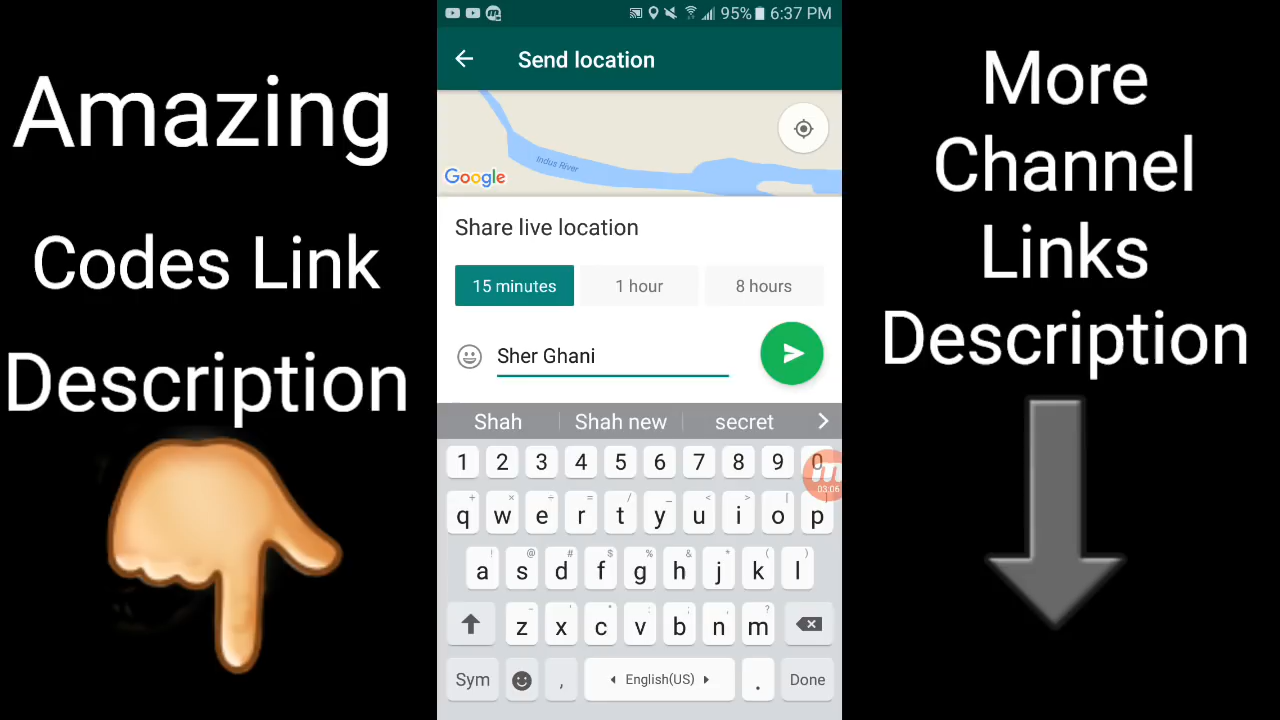 Amazing
Codes Link
Description
95% 6:37 PM
Send location
Indus River
Google
Share live location
15 minutes
1 hour
8 hours
Sher Ghani
Shah
Shah new
secret
1 2 3 4 5 6 7 8 9 0
03:06
+ × ÷ = / _ < > |
q w e r t y u i o p
! @ # $ % & * ( )
a s d f g h j k l
- ' " : ; ?
z x c v b n m
Sym , English(US) . Done
More
Channel
Links
Description